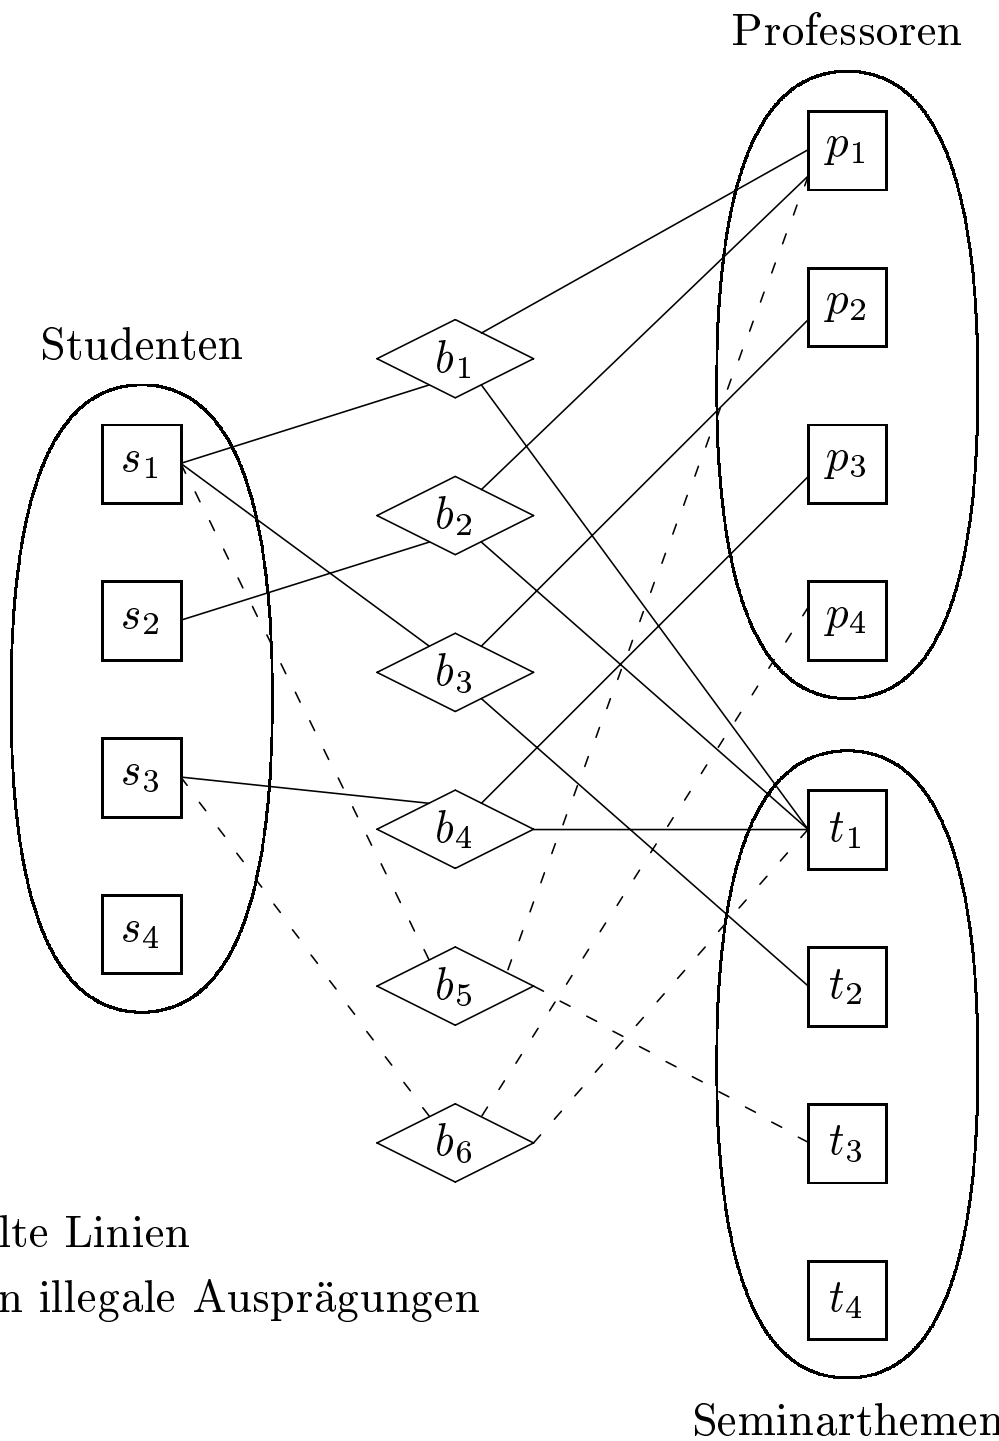 Professoren
p1
p2
p3
p4
Studenten
s1
s2
s3
s4
b1
b2
b3
b4
b5
b6
t1
t2
t3
t4
Seminarthemen
lte Linien
n illegale Ausprägungen